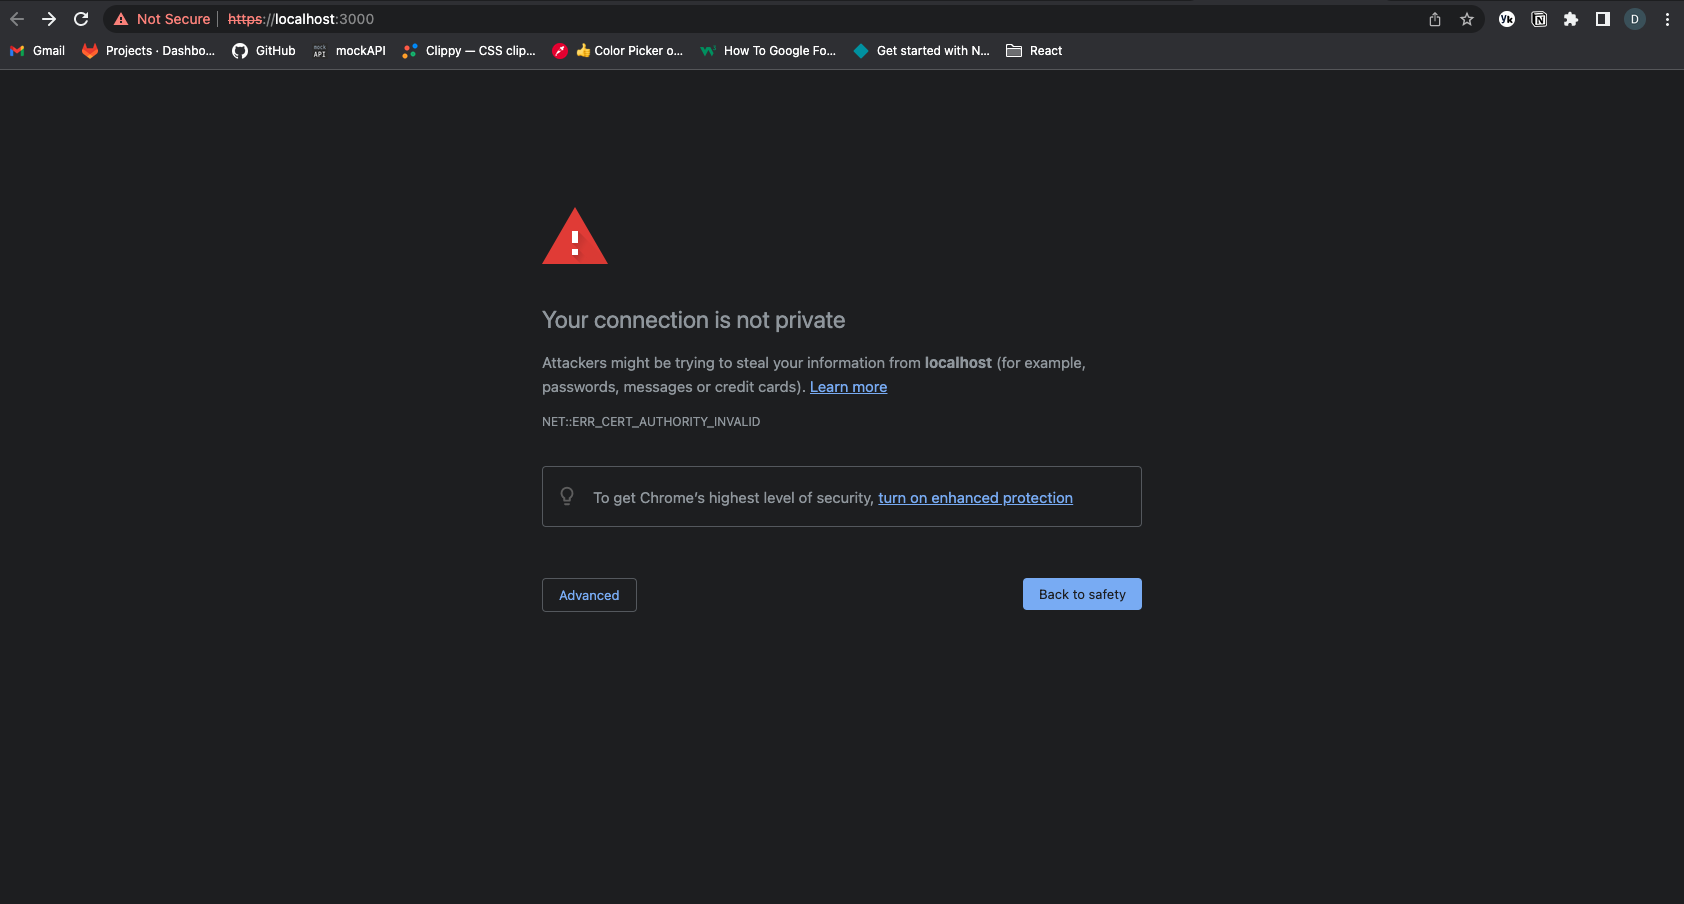 Not Secure | https://localhost:3000
D
Gmail Projects · Dashbo... GitHub mock API mockAPI Clippy — CSS clip... 👍 Color Picker o... How To Google Fo... Get started with N... React
Your connection is not private
Attackers might be trying to steal your information from localhost (for example,
passwords, messages or credit cards). Learn more
NET::ERR_CERT_AUTHORITY_INVALID
To get Chrome's highest level of security, turn on enhanced protection
Advanced Back to safety